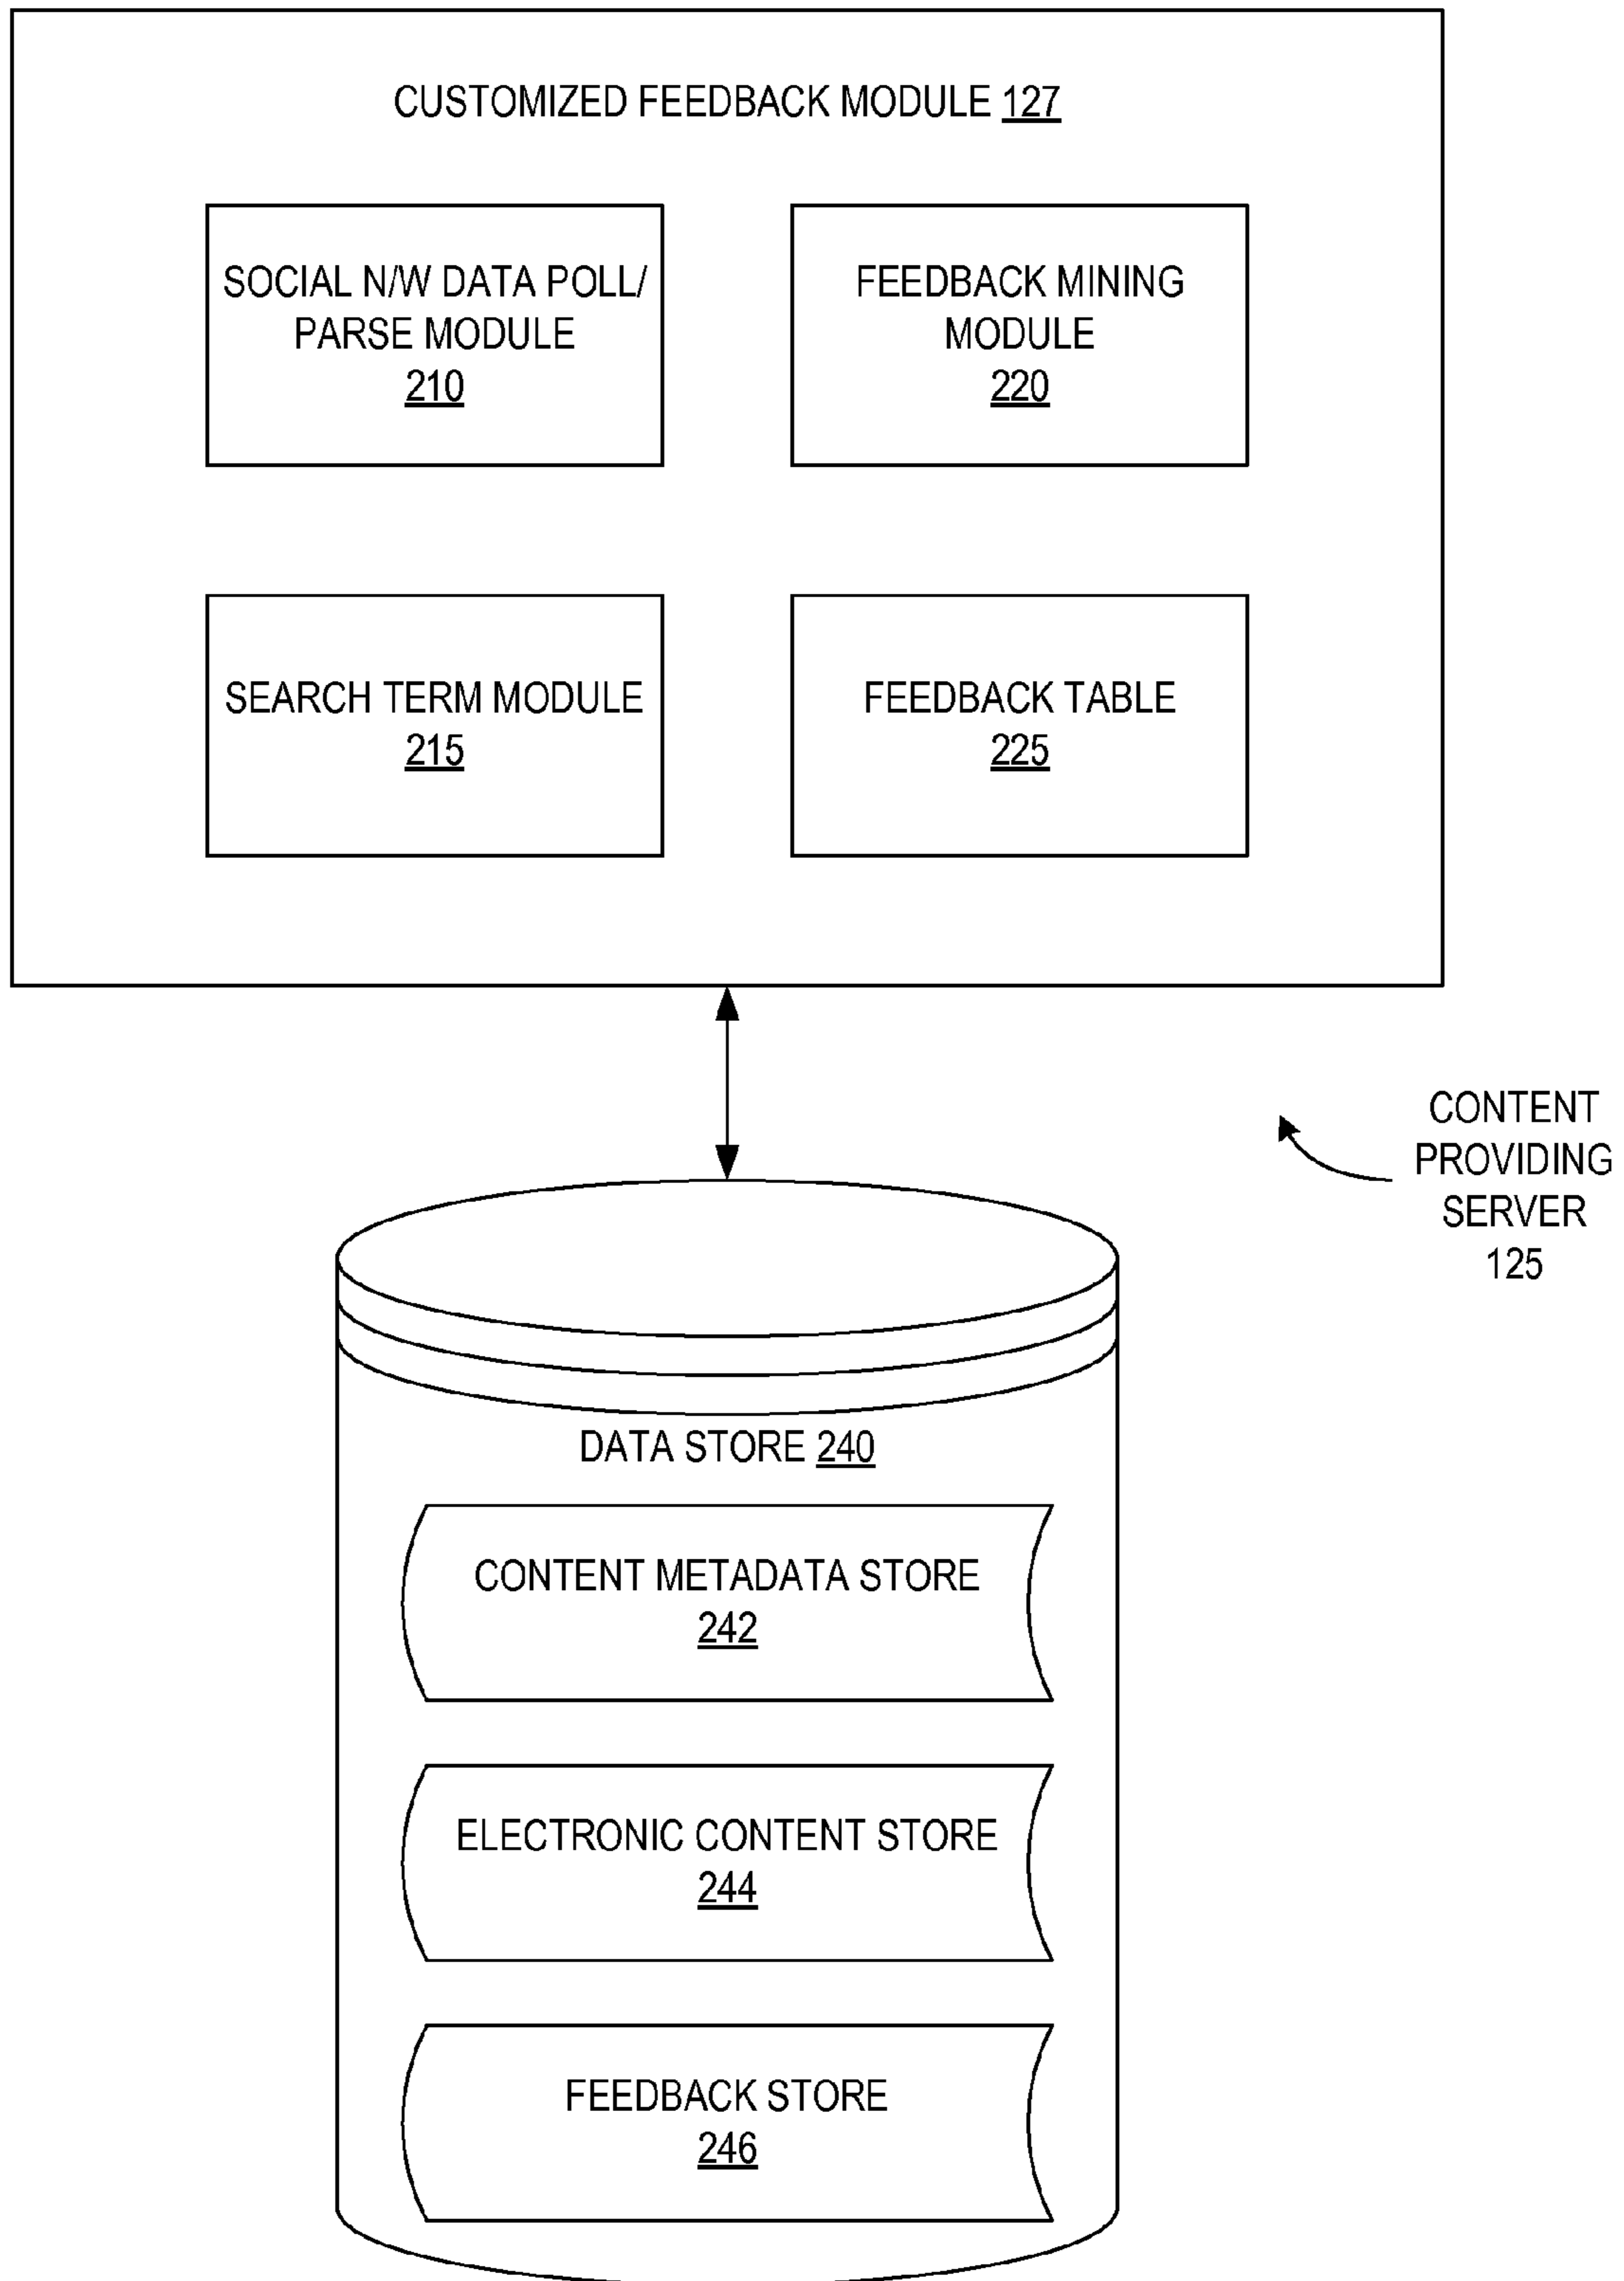 CUSTOMIZED FEEDBACK MODULE 127
SOCIAL N/W DATA POLL/
PARSE MODULE
210
FEEDBACK MINING
MODULE
220
SEARCH TERM MODULE
215
FEEDBACK TABLE
225
CONTENT
PROVIDING
SERVER
125
DATA STORE 240
CONTENT METADATA STORE
242
ELECTRONIC CONTENT STORE
244
FEEDBACK STORE
246